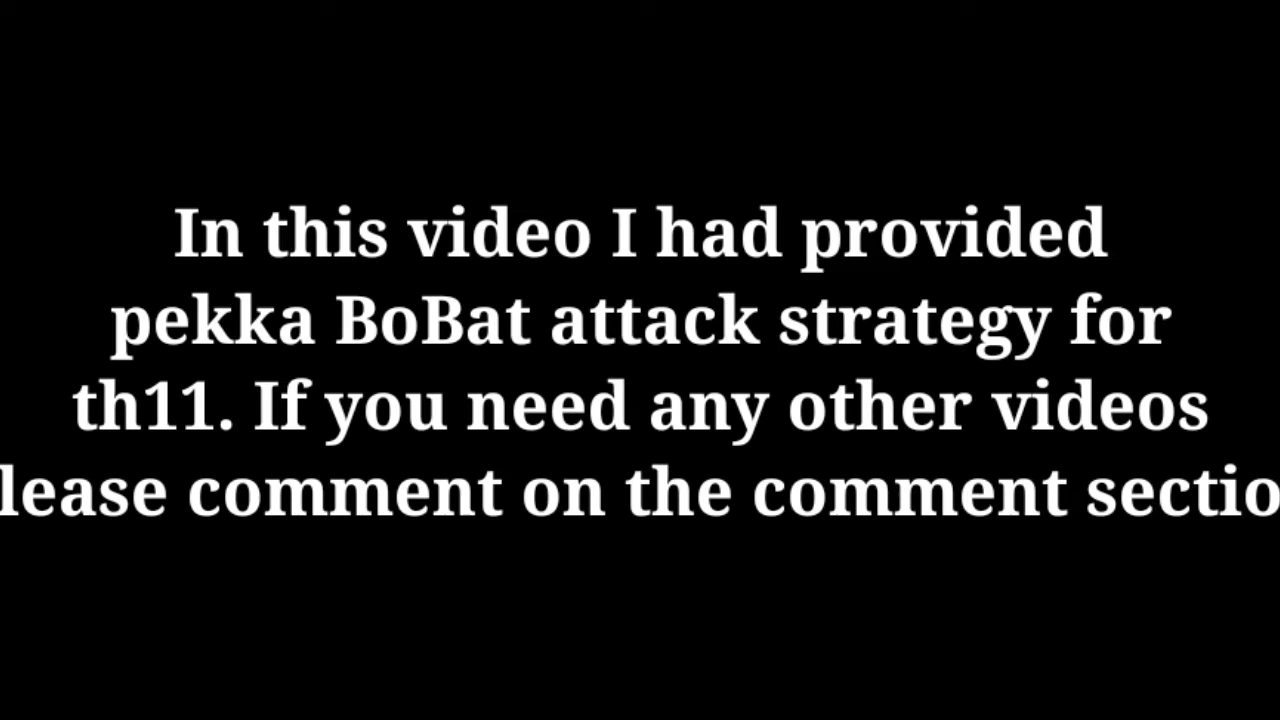 In this video I had provided
pekka BoBat attack strategy for
th11. If you need any other videos
lease comment on the comment sectio